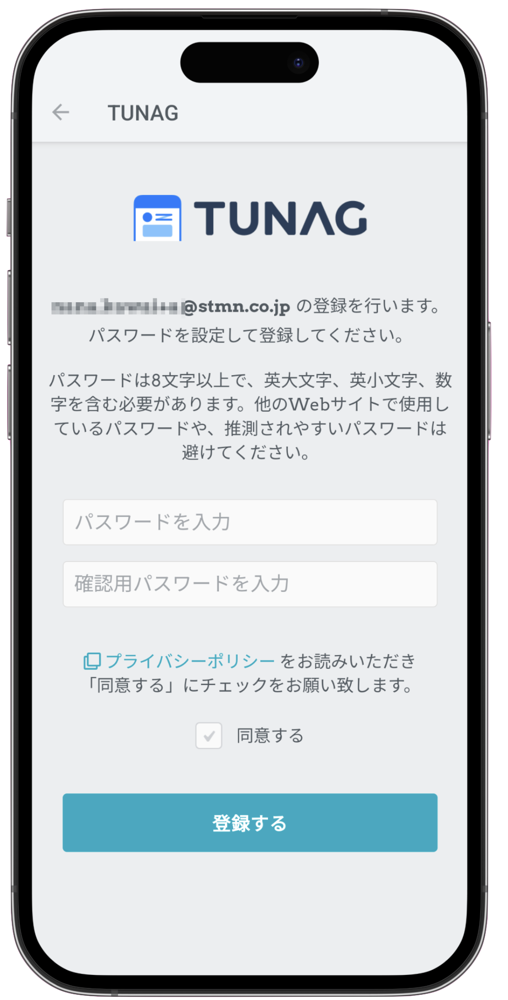 TUNAG
TUNAG
@stmn.co.jp の登録を行います。
パスワードを設定して登録してください。
パスワードは8文字以上で、英大文字、英小文字、数
字を含む必要があります。他のWebサイトで使用し
ているパスワードや、推測されやすいパスワードは
避けてください。
パスワードを入力
確認用パスワードを入力
プライバシーポリシー をお読みいただき
「同意する」にチェックをお願い致します。
同意する
登録する